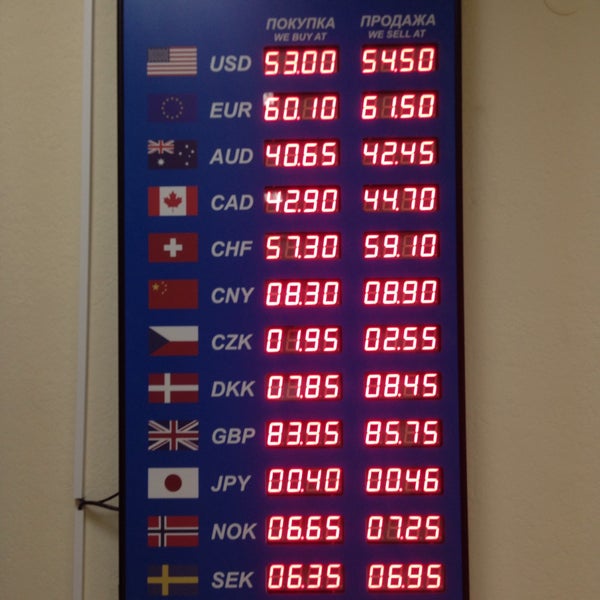 ПОКУПКА ПРОДАЖА
WE BUY AT WE SELL AT
USD 53.00 54.50
EUR 60.10 61.50
AUD 40.65 42.45
CAD 42.90 44.70
CHF 57.30 59.10
CNY 08.30 08.90
CZK 01.95 02.55
DKK 07.85 08.45
GBP 83.95 85.75
JPY 00.40 00.46
NOK 06.65 07.25
SEK 06.35 06.95